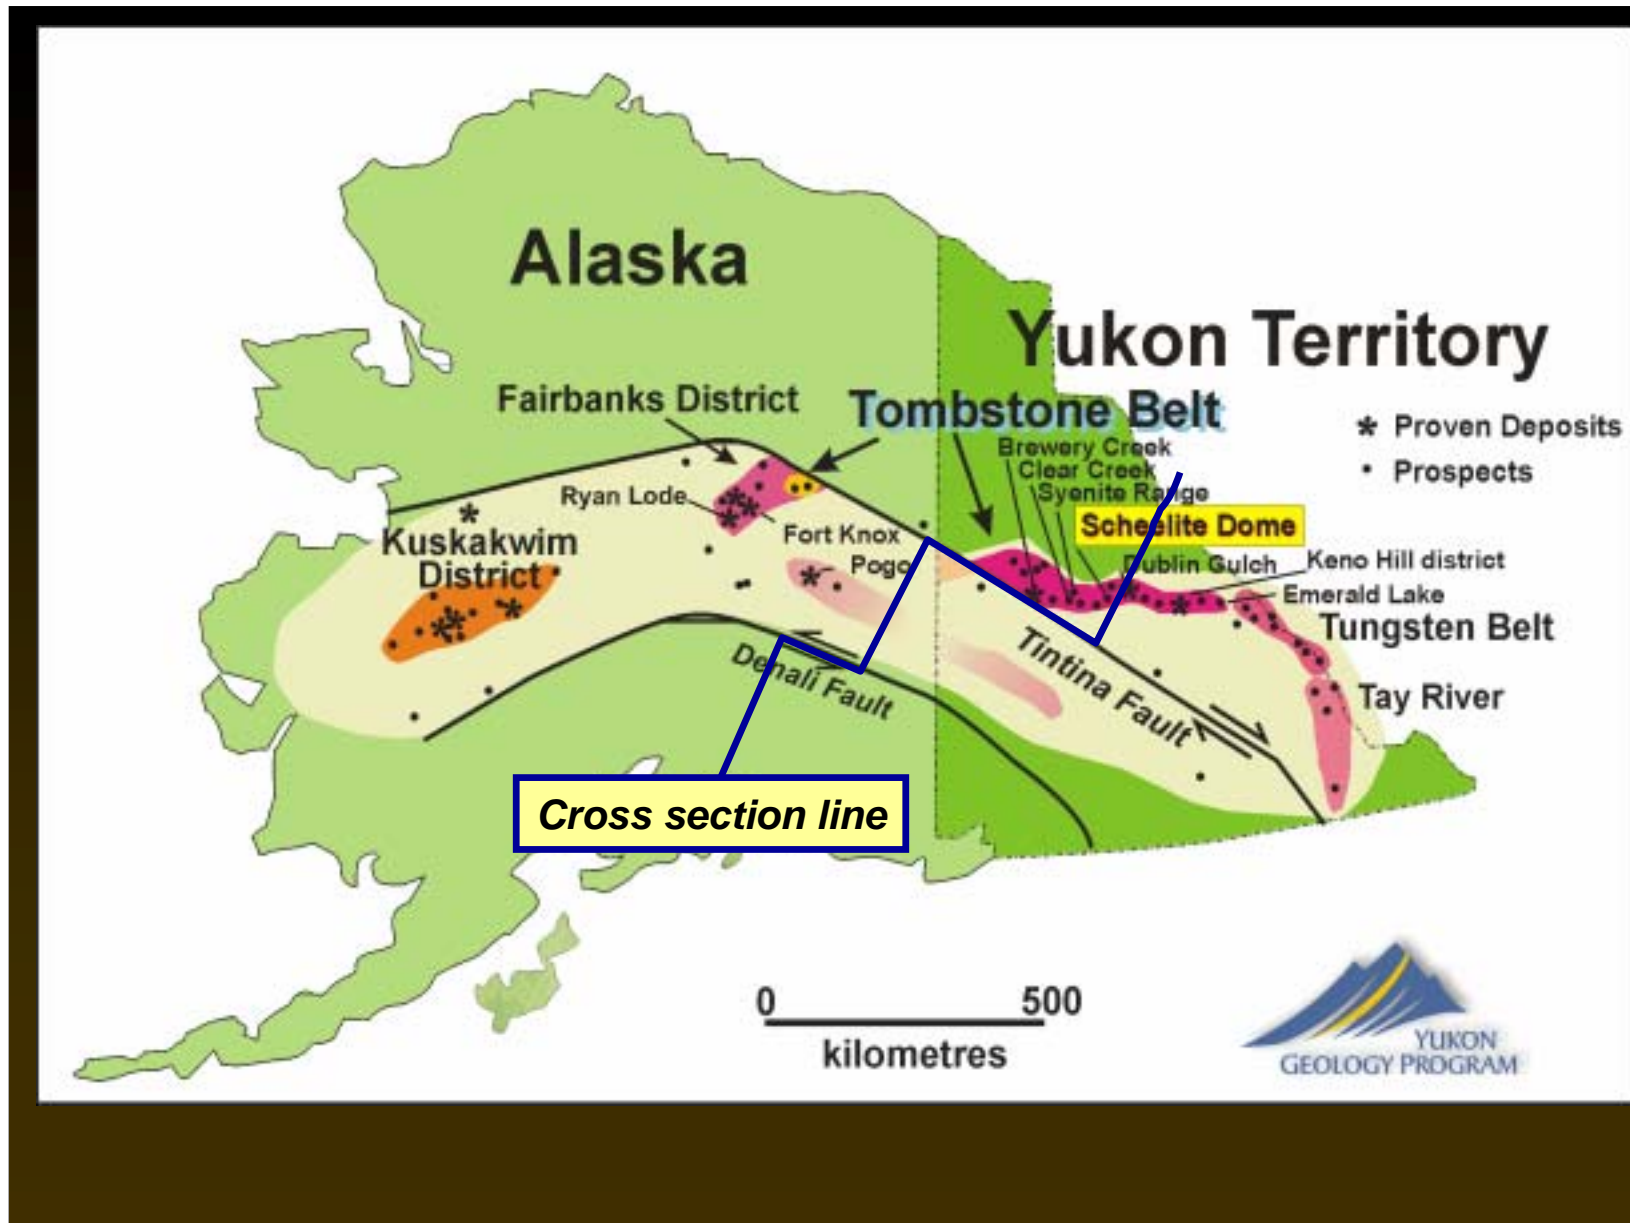 Alaska
Yukon Territory
Fairbanks District
Tombstone Belt
* Proven Deposits
• Prospects
Brewery Creek
Clear Creek
Syenite Range
Scheelite Dome
Ryan Lode
Fort Knox
Kuskakwim
District
Pogo
Dublin Gulch
Keno Hill district
Emerald Lake
Tungsten Belt
Tay River
Denali Fault
Tintina Fault
Cross section line
0 500
kilometres
YUKON
GEOLOGY PROGRAM